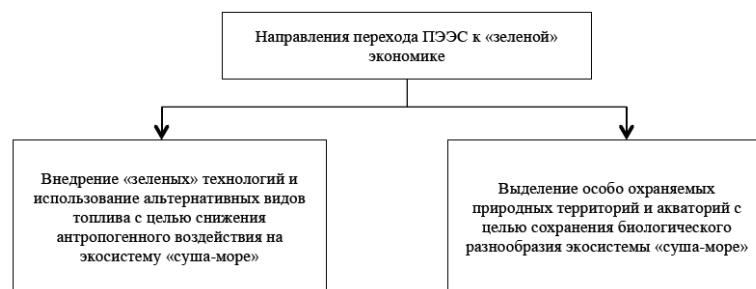 Направления перехода ПЭЭС к «зеленой»
экономике
Внедрение «зеленых» технологий и
использование альтернативных видов
топлива с целью снижения
антропогенного воздействия на
экосистему «суша-море»
Выделение особо охраняемых
природных территорий и акваторий с
целью сохранения биологического
разнообразия экосистемы «суша-море»